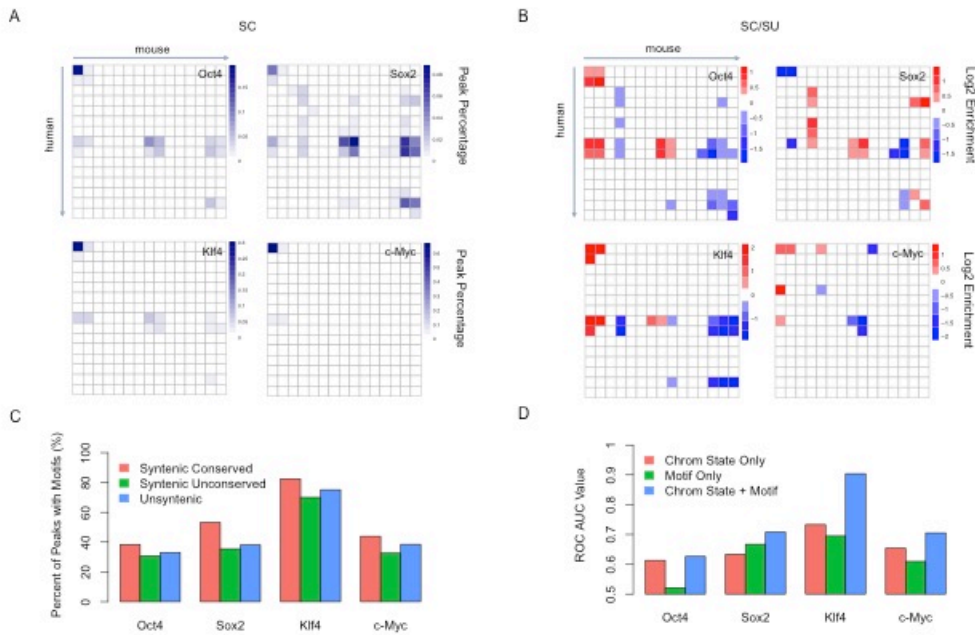 A
SC
mouse
human
Oct4
Sox2
Peak Percentage
Klf4
c-Myc
Peak Percentage
B
SC/SU
mouse
human
Oct4
Sox2
Log2 Enrichment
Klf4
c-Myc
Log2 Enrichment
C
Percent of Peaks with Motifs (%)
100
80
60
40
20
0
Syntenic Conserved
Syntenic Unconserved
Unsyntenic
Oct4 Sox2 Klf4 c-Myc
D
ROC AUC Value
1
0.9
0.8
0.7
0.6
0.5
Chrom State Only
Motif Only
Chrom State + Motif
Oct4 Sox2 Klf4 c-Myc